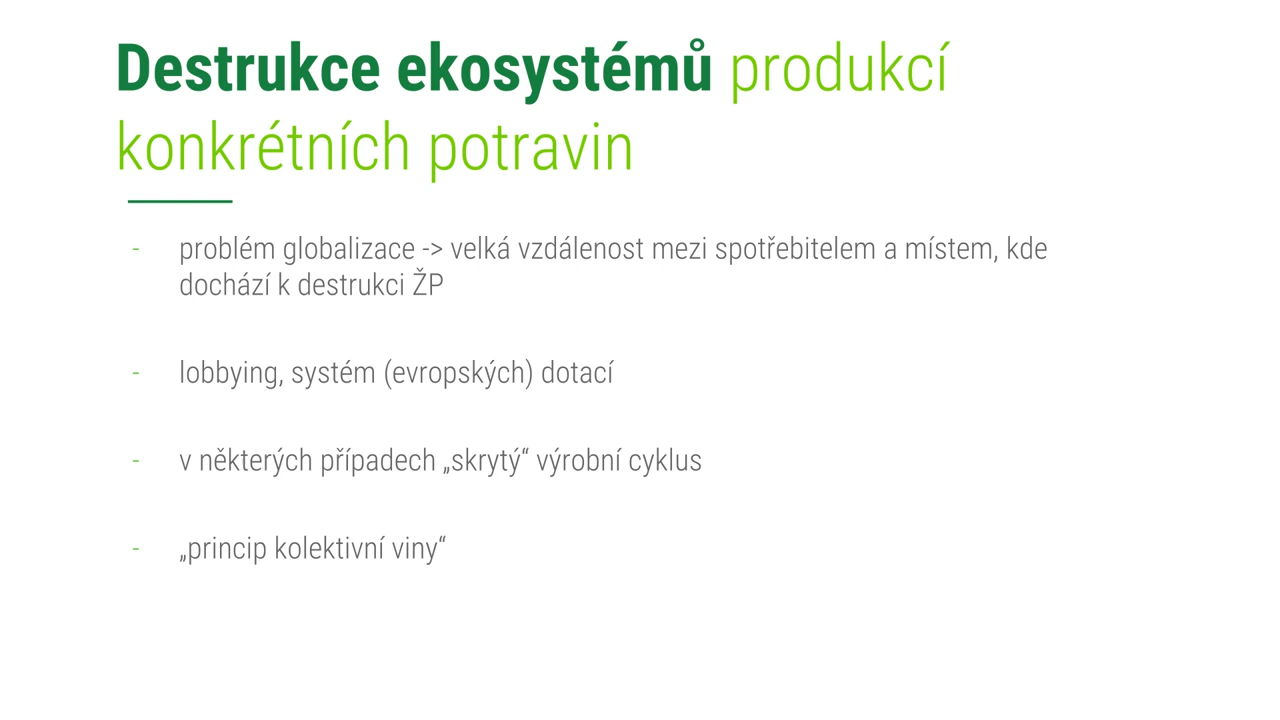 Destrukce ekosystémů produkcí
konkrétních potravin
- problém globalizace -> velká vzdálenost mezi spotřebitelem a místem, kde
dochází k destrukci ŽP
- lobbying, systém (evropských) dotací
- v některých případech „skrytý“ výrobní cyklus
- „princip kolektivní viny“